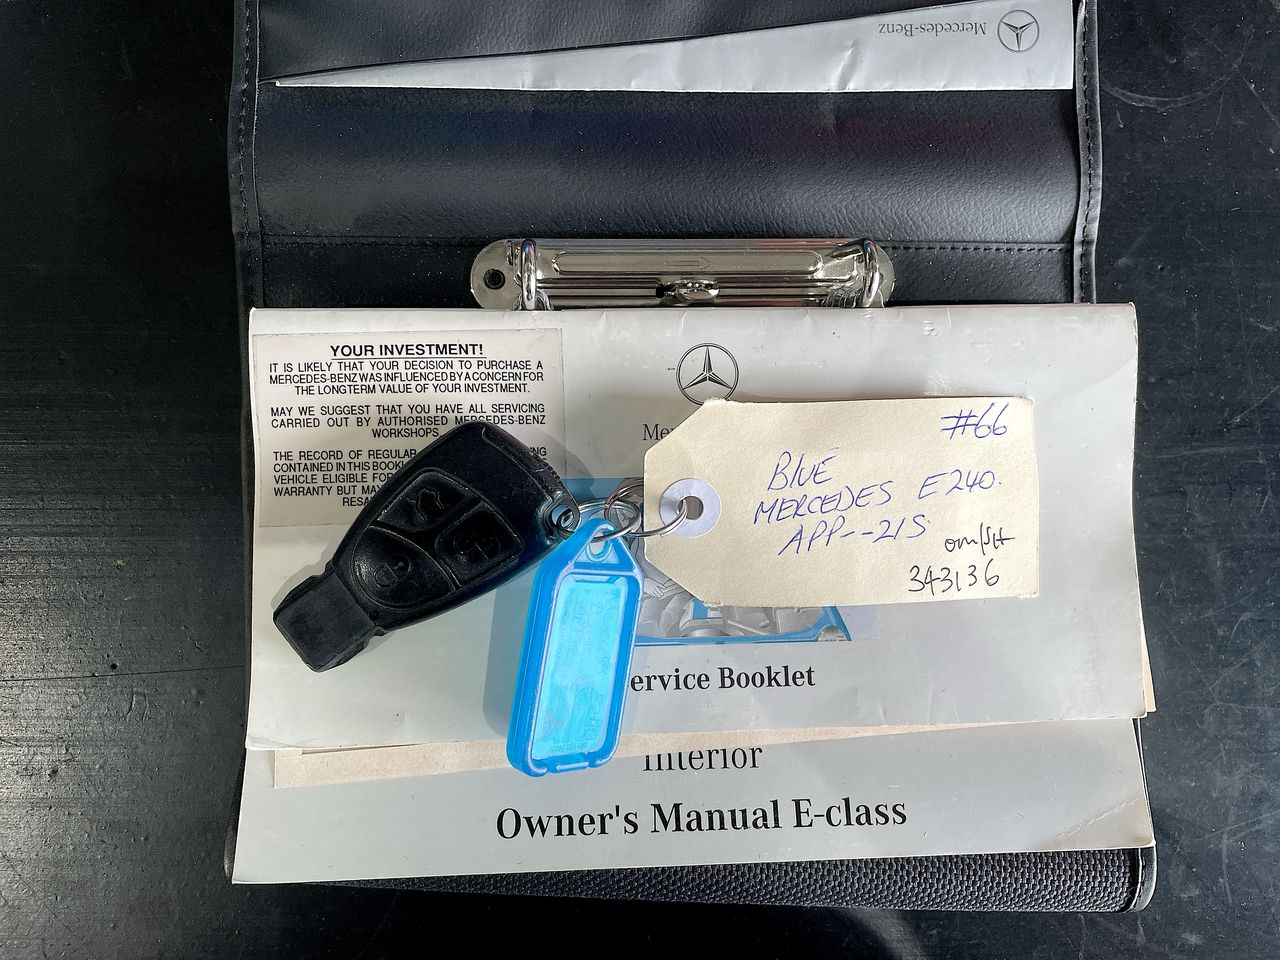 Mercedes-Benz
YOUR INVESTMENT!
IT IS LIKELY THAT YOUR DECISION TO PURCHASE A
MERCEDES-BENZ WAS INFLUENCED BY A CONCERN FOR
THE LONGTERM VALUE OF YOUR INVESTMENT.
MAY WE SUGGEST THAT YOU HAVE ALL SERVICING
CARRIED OUT BY AUTHORISED MERCEDES-BENZ
WORKSHOPS
THE RECORD OF REGULAR
CONTAINED IN THIS
VEHICLE ELIGIBLE FOR
WARRANTY BUT MAY
#66
BLUE
MERCEDES E240.
APP--21S
om/SH
343136
ervice Booklet
Interior
Owner's Manual E-class